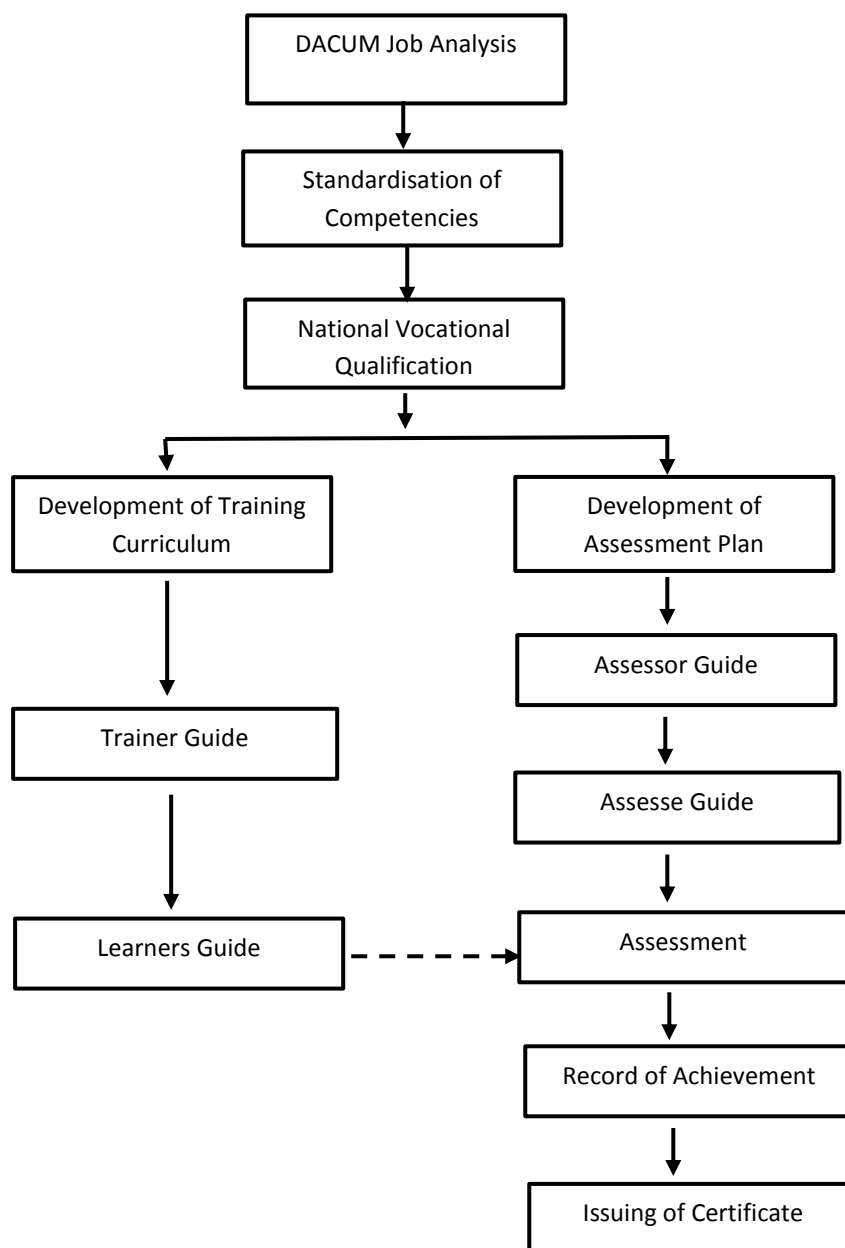 DACUM Job Analysis
Standardisation of
Competencies
National Vocational
Qualification
Development of Training
Curriculum
Development of
Assessment Plan
Assessor Guide
Trainer Guide
Assesse Guide
Learners Guide
Assessment
Record of Achievement
Issuing of Certificate